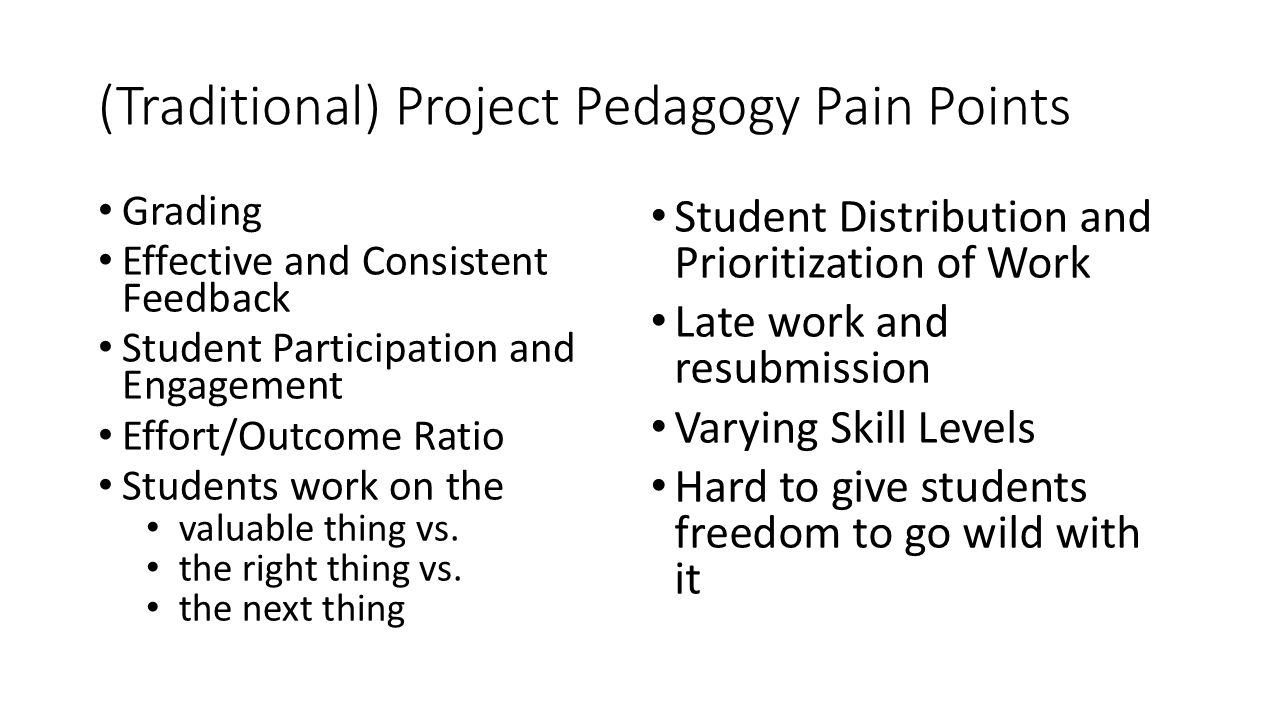 (Traditional) Project Pedagogy Pain Points
• Grading
• Effective and Consistent
Feedback
• Student Participation and
Engagement
• Effort/Outcome Ratio
• Students work on the
• valuable thing vs.
• the right thing vs.
• the next thing
• Student Distribution and
Prioritization of Work
• Late work and
resubmission
• Varying Skill Levels
• Hard to give students
freedom to go wild with
it